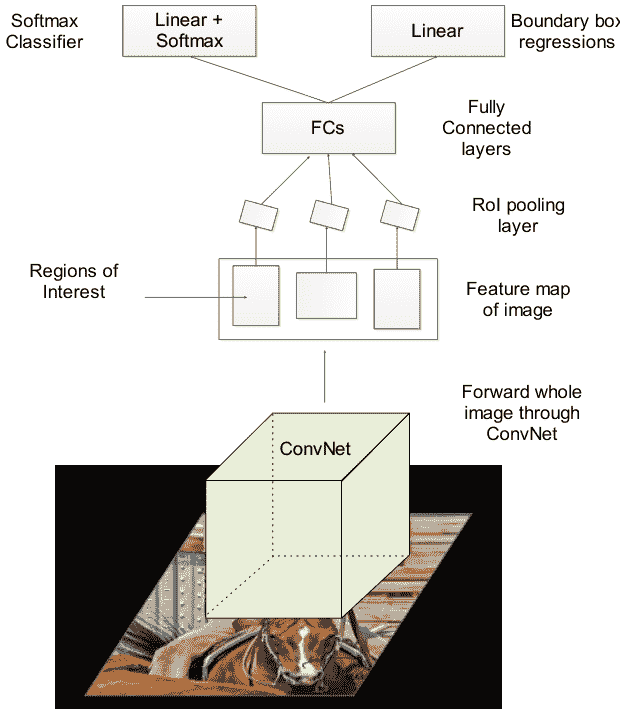 Softmax
Classifier
Linear +
Softmax
Linear
Boundary box
regressions
FCs
Fully
Connected
layers
RoI pooling
layer
Regions of
Interest
Feature map
of image
Forward whole
image through
ConvNet
ConvNet